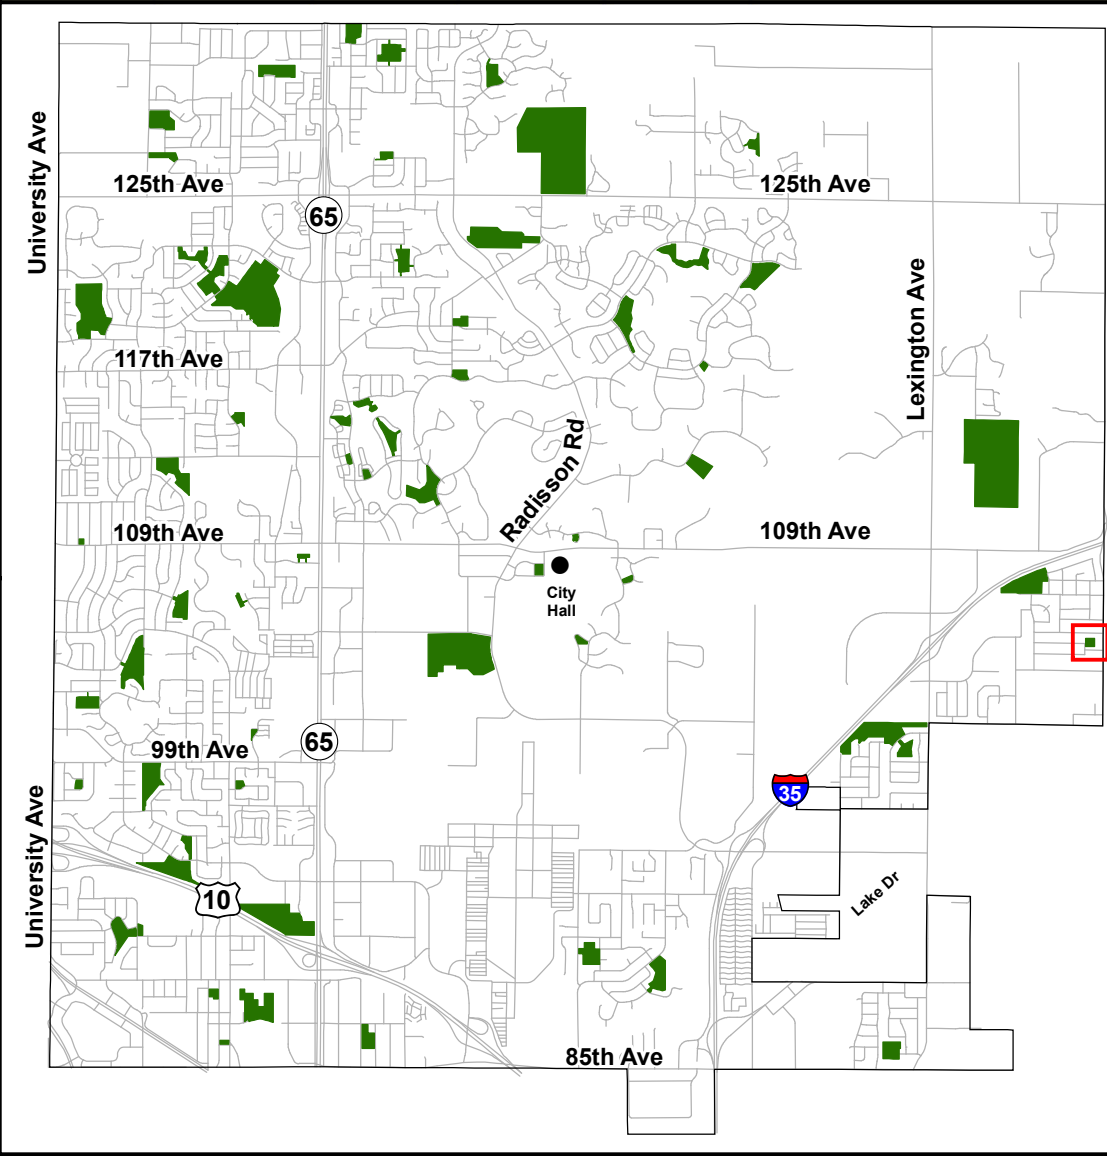 University Ave
125th Ave
125th Ave
65
Lexington Ave
117th Ave
Radisson Rd
109th Ave
109th Ave
City
Hall
99th Ave
65
35
University Ave
10
Lake Dr
85th Ave